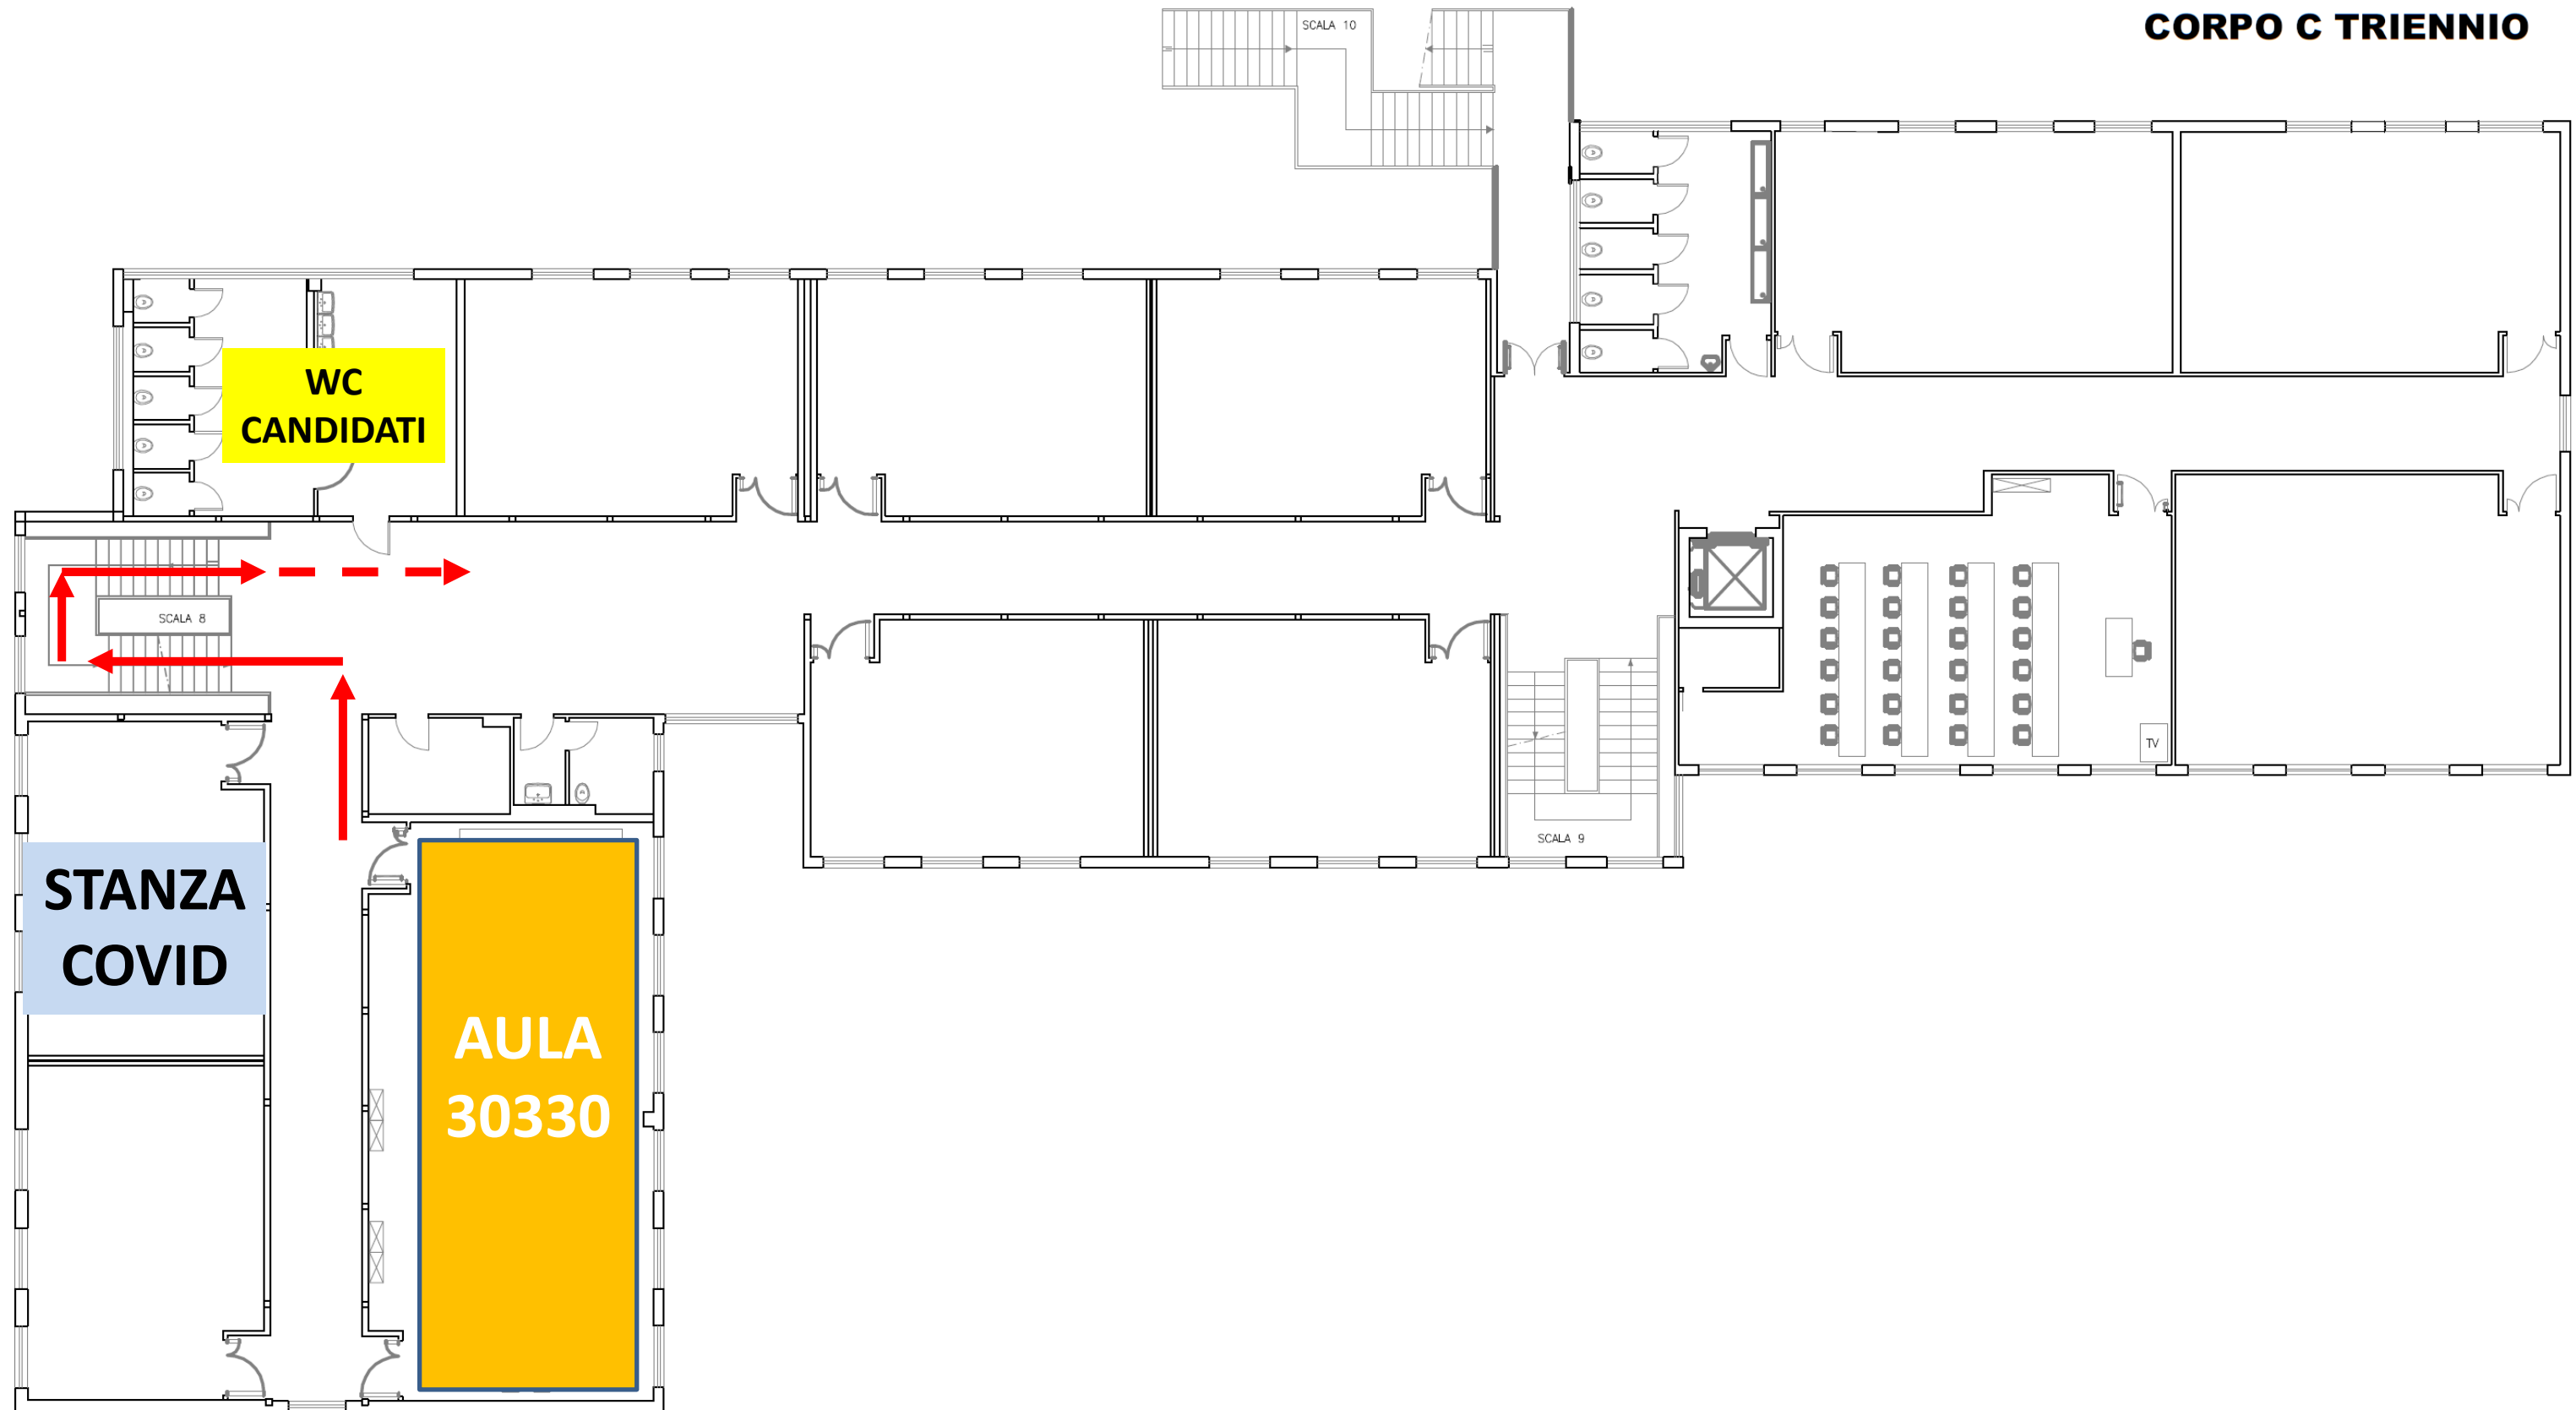 CORPO C TRIENNIO
SCALA 10
WC
CANDIDATI
SCALA 8
TV
SCALA 9
STANZA
COVID
AULA
30330